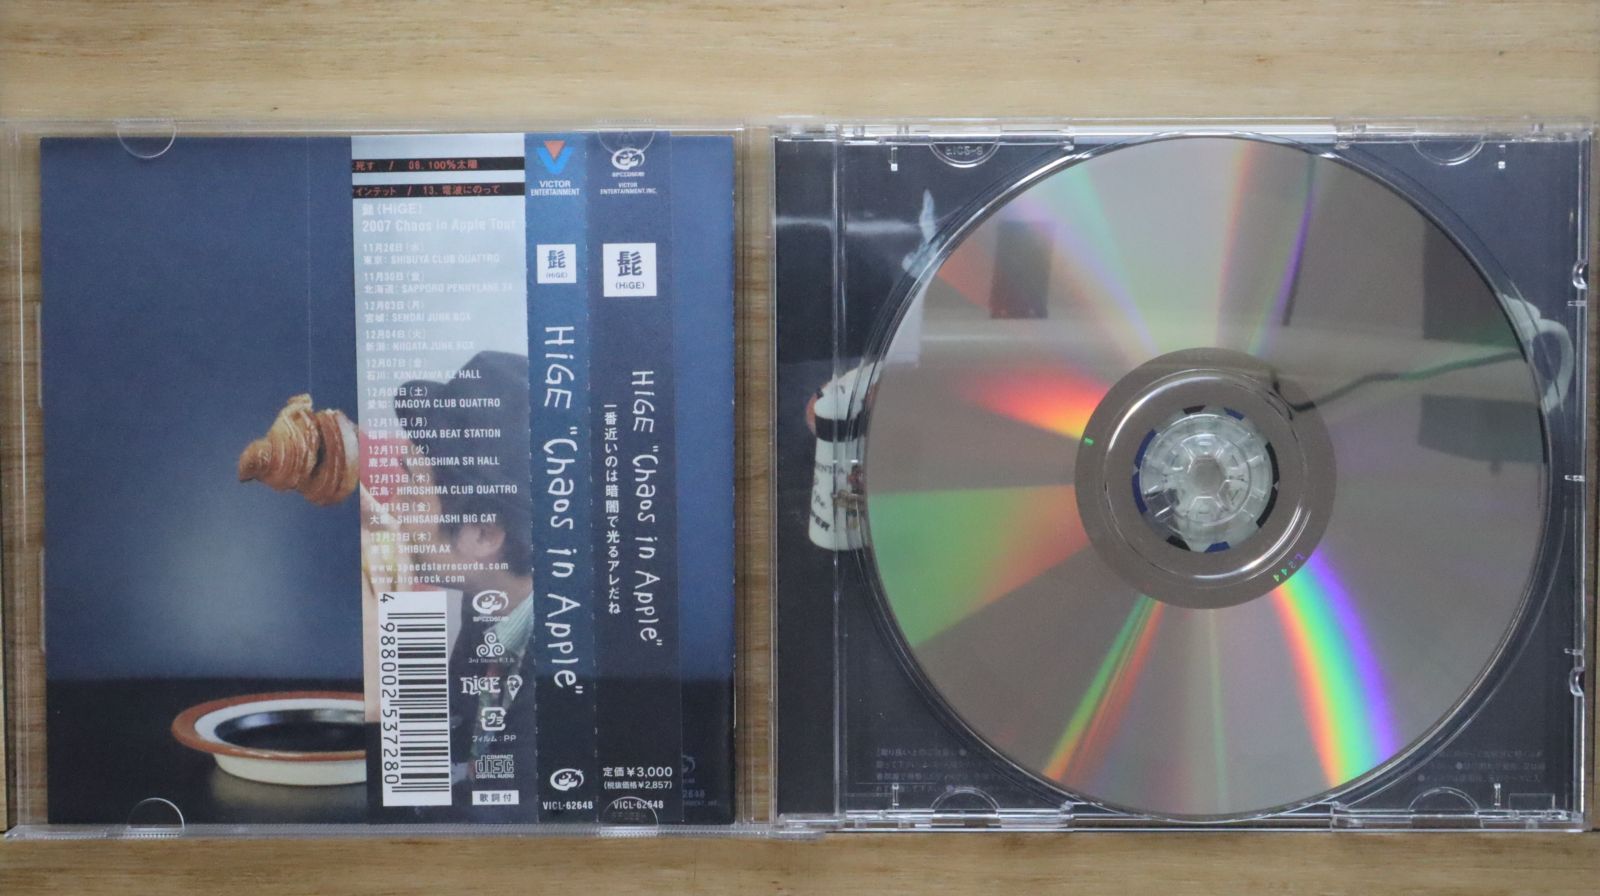 死す / 08. 100%太陽
インテット / 13. 電波にのって
髭(HiGE)
2007 Chaos in Apple Tour
11月28日(水)
東京: SHIBUYA CLUB QUATTRO
11月30日(金)
北海道: SAPPORO PENNYLANE 24
12月03日(月)
宮城: SENDAI JUNK BOX
12月04日(火)
新潟: NIIGATA JUNK BOX
12月07日(金)
石川: KANAZAWA AZ HALL
12月08日(土)
愛知: NAGOYA CLUB QUATTRO
12月10日(月)
福岡: FUKUOKA BEAT STATION
12月11日(火)
鹿児島: KAGOSHIMA SR HALL
12月13日(木)
広島: HIROSHIMA CLUB QUATTRO
12月14日(金)
大阪: SHINSAIBASHI BIG CAT
12月20日(木)
東京: SHIBUYA AX
www.speedstarrecords.com
www.higerock.com
4 988002 537280
SPEEDSTAR
3rd Stone
HiGE
プラ
フィルム:PP
COMPACT
disc
DIGITAL AUDIO
歌詞付
VICTOR
ENTERTAINMENT
髭
(HiGE)
HiGE "Chaos in Apple"
VICL-62648
SPEEDSTAR
VICTOR
ENTERTAINMENT, INC.
髭
(HiGE)
HiGE "Chaos in Apple"
一番近いのは暗闇で光るアレだね
定価¥3,000
(税抜価格¥2,857)
VICL-62648